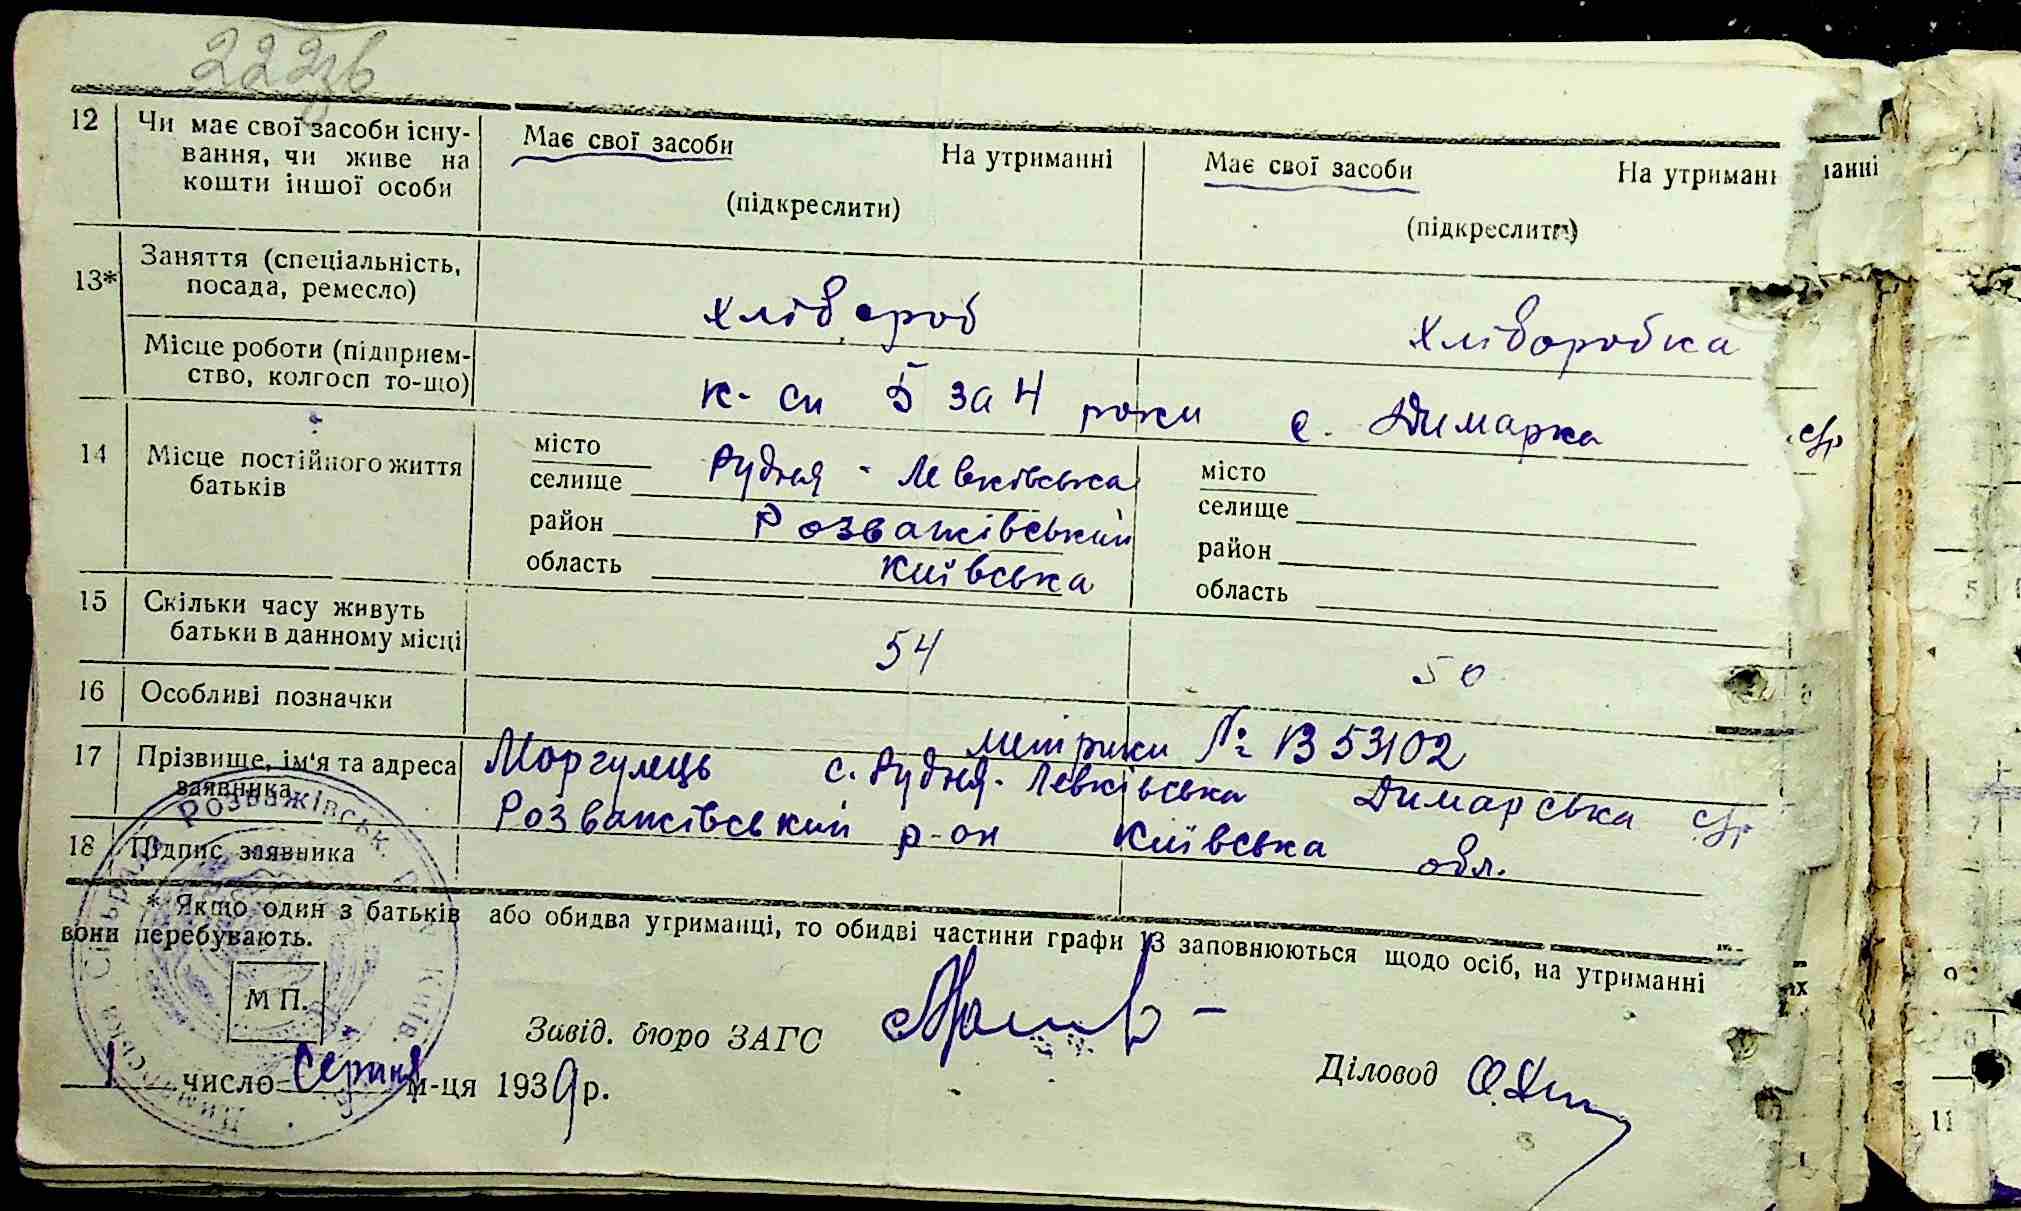 222зв
12 Чи має свої засоби існу- Має свої засоби На утриманні Має свої засоби На утриманн
вання, чи живе на
кошти іншої особи (підкреслити) (підкреслити)
13* Заняття (спеціальність,
посада, ремесло) хлібороб хліборобка
Місце роботи (підприєм-
ство, колгосп то-що) к-сп 5 за 4 роки с. Димарка
14 Місце постійного життя
батьків
місто місто
селище Рудня-Левківська селище
район Розважівський район
область Київська область
15 Скільки часу живуть
батьки в данному місці 54 50
16 Особливі позначки
Метрики № В 53102
17 Прізвище, ім'я та адреса
заявника Моргулець с. Рудня-Левківська Димарська с/р
Розважівський р-он Київська обл.
18 Підпис заявника
* Якщо один з батьків або обидва утриманці, то обидві частини графи 13 заповнюються щодо осіб, на утриманні
вони перебувають.
М П.
Завід. бюро ЗАГС
Діловод
1 число Серпня м-ця 1939 р.